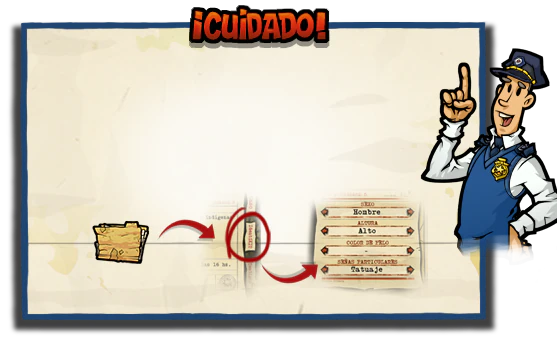 ¡CUIDADO!
SEXO
Hombre
ALTURA
Alto
COLOR DE PELO
SEÑAS PARTICULARES
Tatuaje